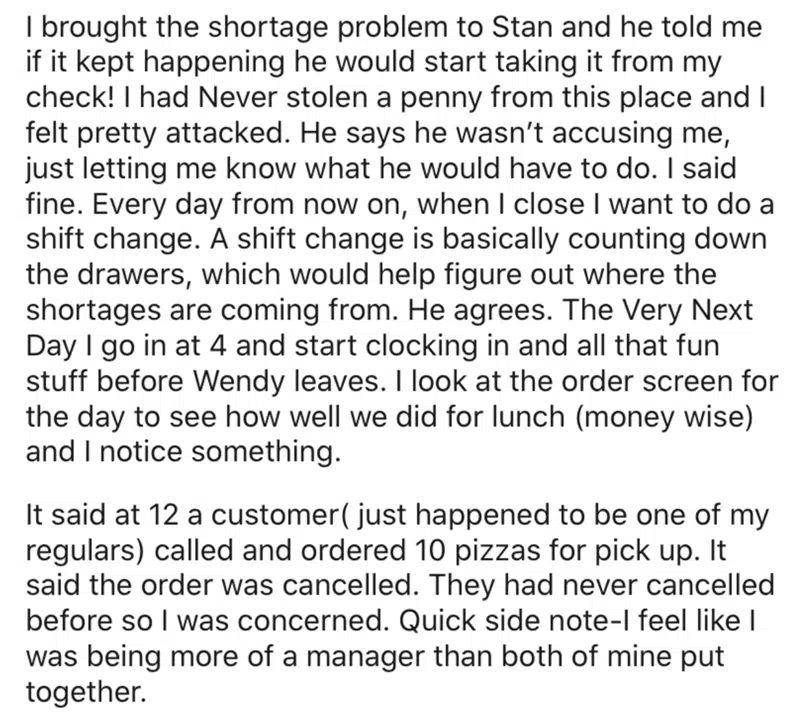 I brought the shortage problem to Stan and he told me
if it kept happening he would start taking it from my
check! I had Never stolen a penny from this place and I
felt pretty attacked. He says he wasn’t accusing me,
just letting me know what he would have to do. I said
fine. Every day from now on, when I close I want to do a
shift change. A shift change is basically counting down
the drawers, which would help figure out where the
shortages are coming from. He agrees. The Very Next
Day I go in at 4 and start clocking in and all that fun
stuff before Wendy leaves. I look at the order screen for
the day to see how well we did for lunch (money wise)
and I notice something.
It said at 12 a customer( just happened to be one of my
regulars) called and ordered 10 pizzas for pick up. It
said the order was cancelled. They had never cancelled
before so I was concerned. Quick side note-I feel like I
was being more of a manager than both of mine put
together.